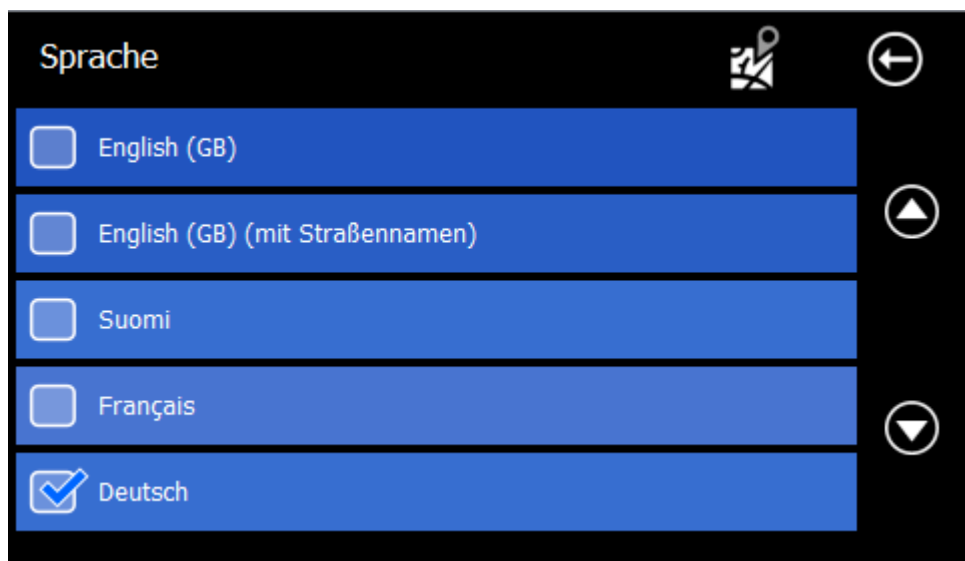 Sprache
English (GB)
English (GB) (mit Straßennamen)
Suomi
Français
Deutsch